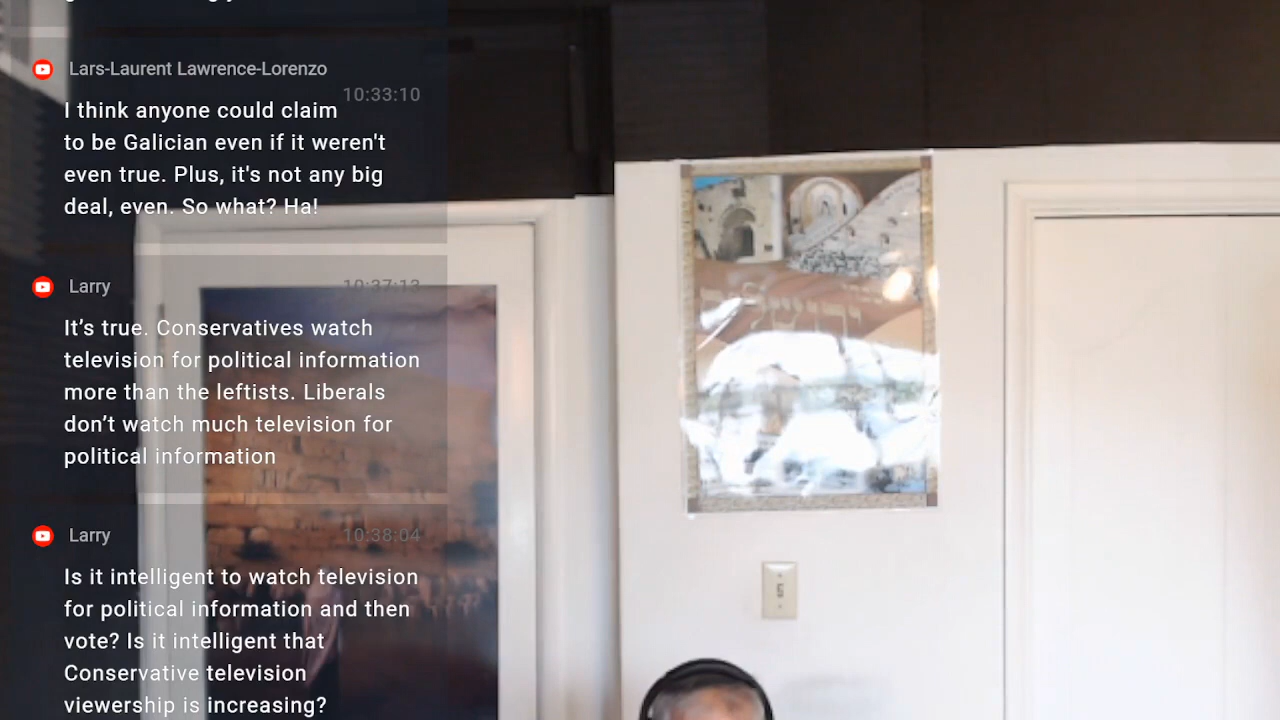 Lars-Laurent Lawrence-Lorenzo
10:33:10
I think anyone could claim
to be Galician even if it weren't
even true. Plus, it's not any big
deal, even. So what? Ha!
Larry
10:37:13
It’s true. Conservatives watch
television for political information
more than the leftists. Liberals
don’t watch much television for
political information
Larry
10:38:04
Is it intelligent to watch television
for political information and then
vote? Is it intelligent that
Conservative television
viewership is increasing?